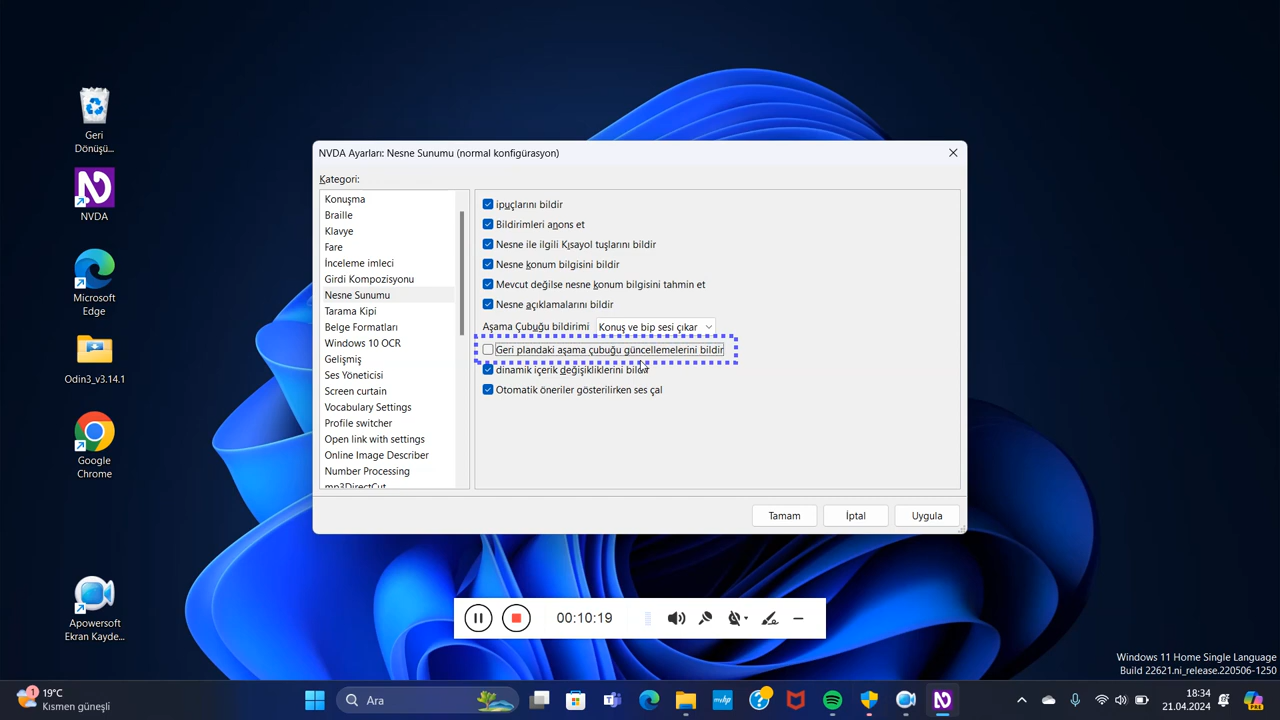 NVDA Ayarları: Nesne Sunumu (normal konfigürasyon)
Kategori:
Konuşma
Braille
Klavye
Fare
İnceleme imleci
Girdi Kompozisyonu
Nesne Sunumu
Tarama Kipi
Belge Formatları
Windows 10 OCR
Gelişmiş
Ses Yöneticisi
Screen curtain
Vocabulary Settings
Profile switcher
Open link with settings
Online Image Describer
Number Processing
mp3DirectCut
ipuçlarını bildir
Bildirimleri anons et
Nesne ile ilgili Kısayol tuşlarını bildir
Nesne konum bilgisini bildir
Mevcut değilse nesne konum bilgisini tahmin et
Nesne açıklamalarını bildir
Aşama Çubuğu bildirimi Konuş ve bip sesi çıkar
Geri plandaki aşama çubuğu güncellemelerini bildir
dinamik içerik değişikliklerini bildir
Otomatik öneriler gösterilirken ses çal
Tamam
İptal
Uygula
Geri
Dönüşü...
NVDA
Microsoft
Edge
Odin3_v3.14.1
Google
Chrome
Apowersoft
Ekran Kayde...
00:10:19
Windows 11 Home Single Language
Build 22621.ni_release.220506-1250
1
19°C
Kısmen güneşli
Ara
myhp
18:34
21.04.2024
PRE